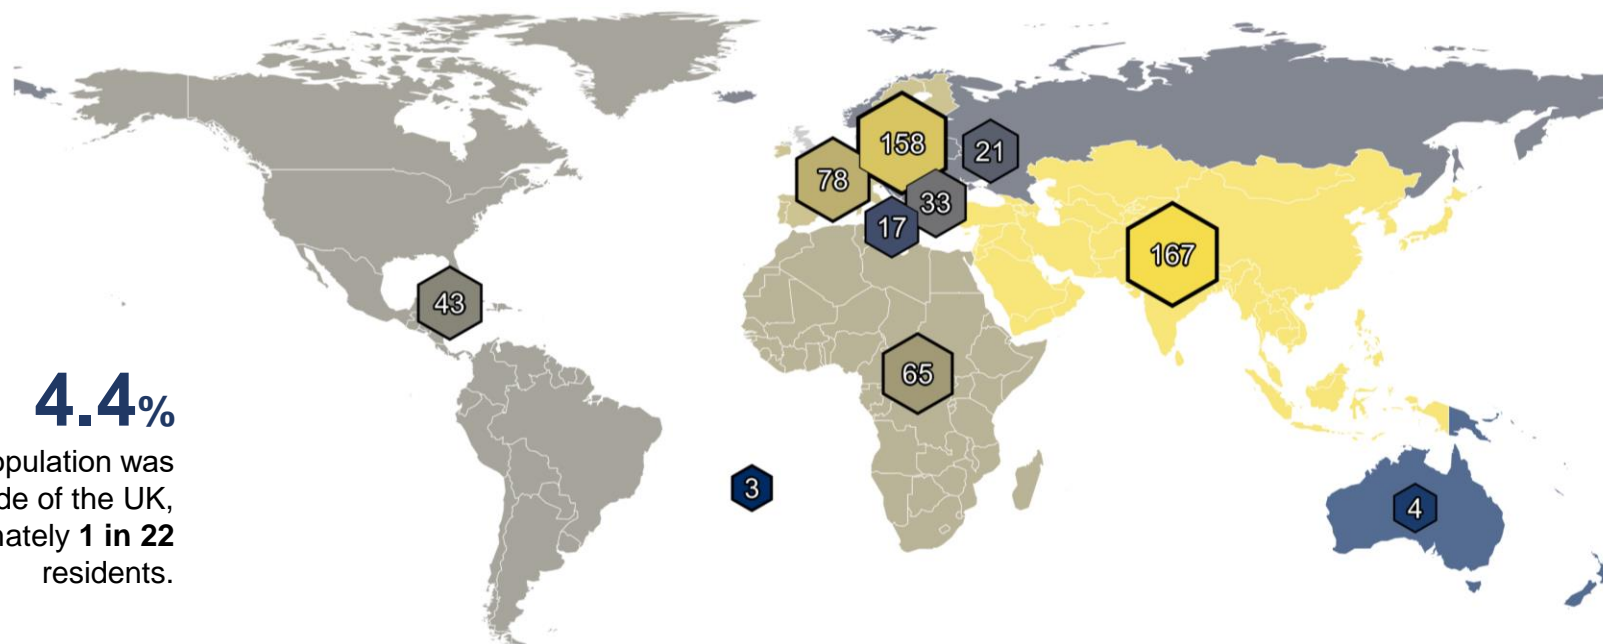 158
21
78
33
17
167
43
65
3
4
4.4%
opulation was
de of the UK,
nately 1 in 22
residents.